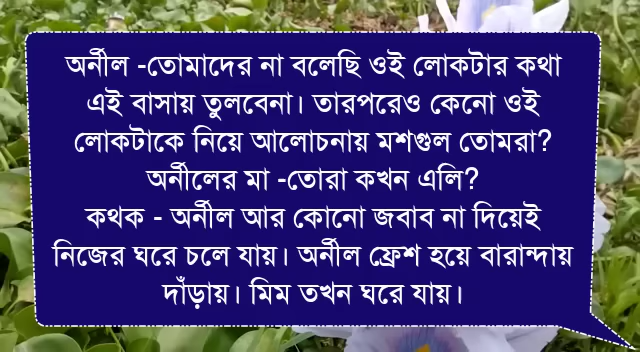 অর্নীল -তোমাদের না বলেছি ওই লোকটার কথা
এই বাসায় তুলবেনা। তারপরেও কেনো ওই
লোকটাকে নিয়ে আলোচনায় মশগুল তোমরা?
অর্নীলের মা -তোরা কখন এলি?
কথক - অর্নীল আর কোনো জবাব না দিয়েই
নিজের ঘরে চলে যায়। অর্নীল ফ্রেশ হয়ে বারান্দায়
দাঁড়ায়। মিম তখন ঘরে যায়।